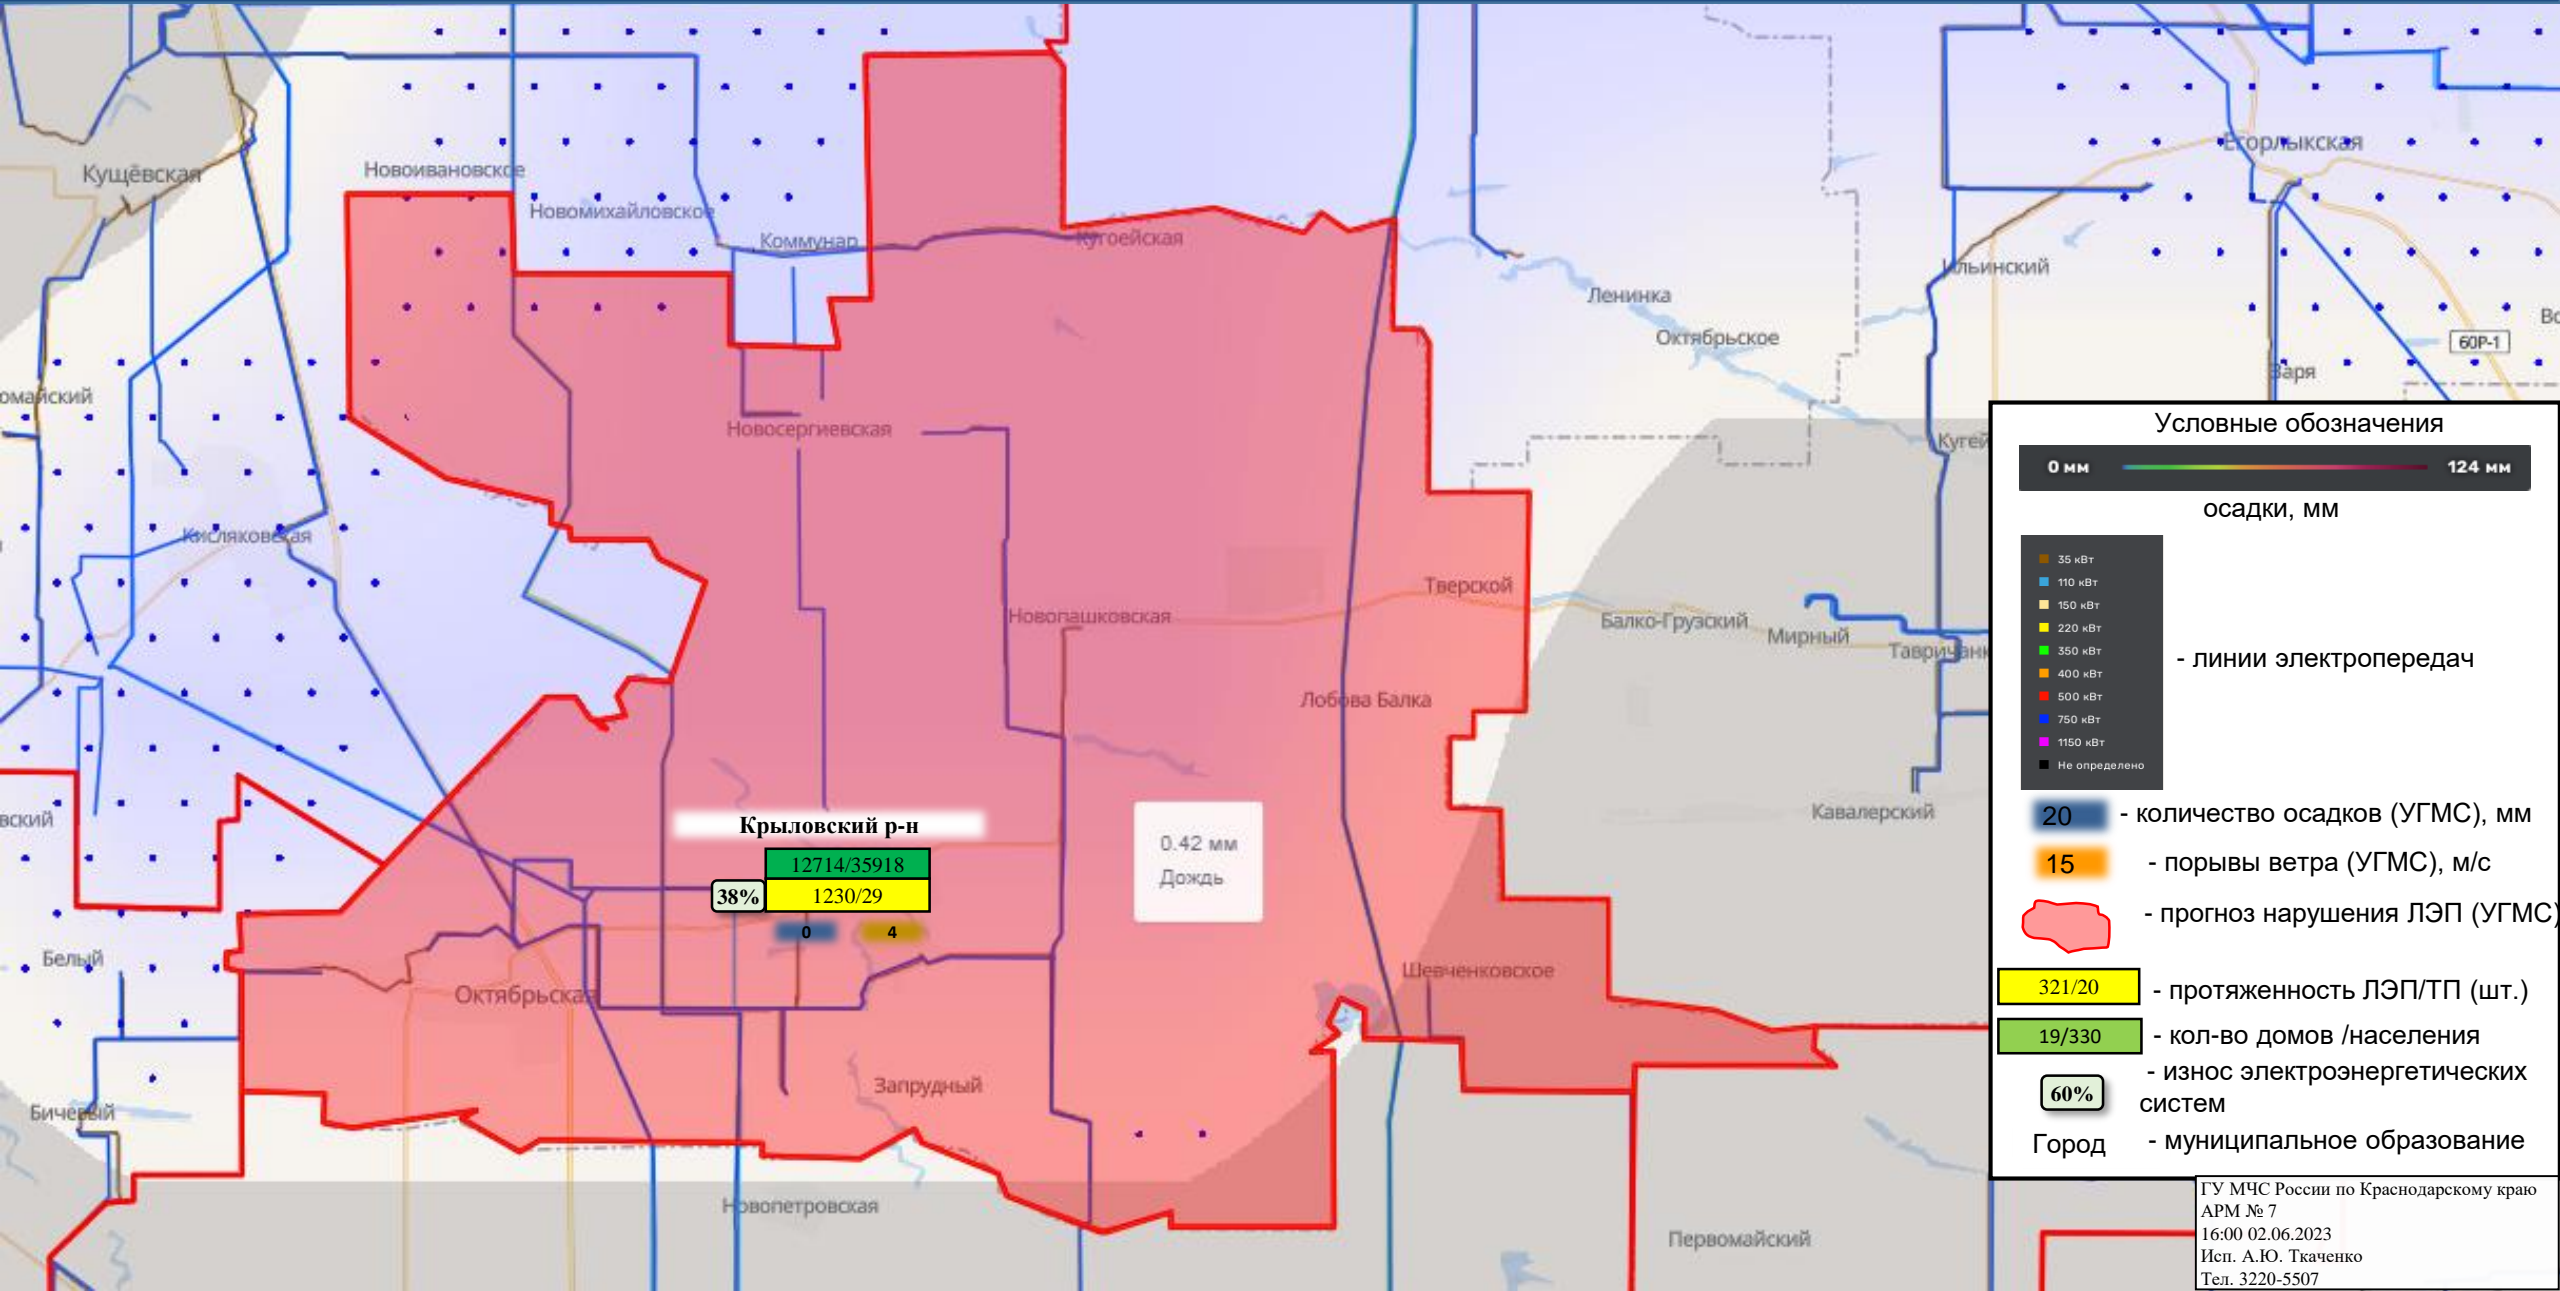 Кущёвская
Новоивановское
Новомихайловское
Коммунар
Кугоейская
Егорлыкская
Ильинский
Ленинка
Октябрьское
60Р-1
Заря
омайский
Новосергиевская
Кугей
Кисляковская
Тверской
Новопашковская
Балко-Грузский
Мирный
Тавричанк
Лобова Балка
вский
Кавалерский
Крыловский р-н
12714/35918
38%
1230/29
0
4
0.42 мм
Дождь
Белый
Октябрьская
Шевченковское
Запрудный
Бичевый
Новопетровская
Первомайский
Условные обозначения
0 мм
124 мм
осадки, мм
35 кВт
110 кВт
150 кВт
220 кВт
350 кВт
400 кВт
500 кВт
750 кВт
1150 кВт
Не определено
- линии электропередач
20 - количество осадков (УГМС), мм
15 - порывы ветра (УГМС), м/с
- прогноз нарушения ЛЭП (УГМС)
321/20 - протяженность ЛЭП/ТП (шт.)
19/330 - кол-во домов /населения
60% - износ электроэнергетических
систем
Город - муниципальное образование
ГУ МЧС России по Краснодарскому краю
АРМ № 7
16:00 02.06.2023
Исп. А.Ю. Ткаченко
Тел. 3220-5507